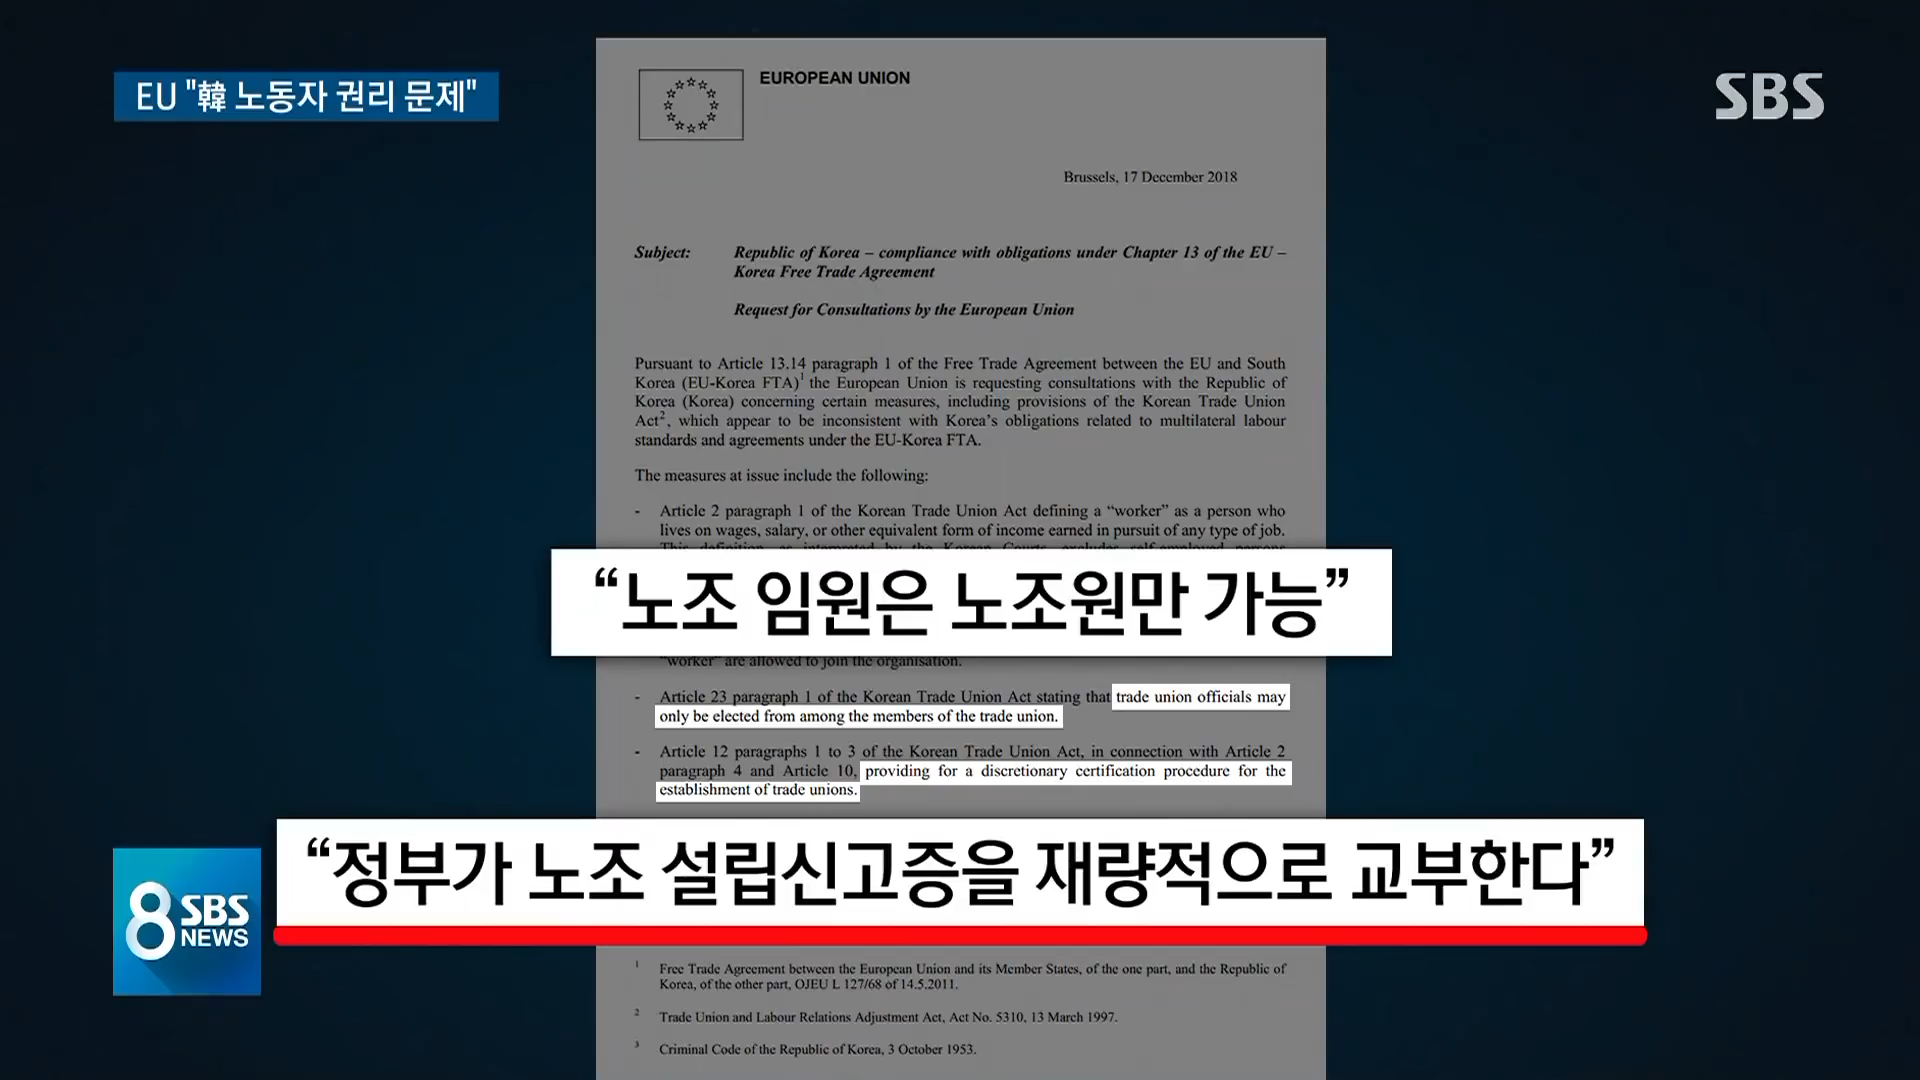 EU "韓 노동자 권리 문제"
SBS
EUROPEAN UNION
Brussels, 17 December 2018
Subject: Republic of Korea – compliance with obligations under Chapter 13 of the EU –
Korea Free Trade Agreement
Request for Consultations by the European Union
Pursuant to Article 13.14 paragraph 1 of the Free Trade Agreement between the EU and South
Korea (EU-Korea FTA)1 the European Union is requesting consultations with the Republic of
Korea (Korea) concerning certain measures, including provisions of the Korean Trade Union
Act2, which appear to be inconsistent with Korea's obligations related to multilateral labour
standards and agreements under the EU-Korea FTA.
The measures at issue include the following:
- Article 2 paragraph 1 of the Korean Trade Union Act defining a “worker” as a person who
lives on wages, salary, or other equivalent form of income earned in pursuit of any type of job.
This definition, as interpreted by the Korean Courts, excludes self-employed persons
“노조 임원은 노조원만 가능”
“worker” are allowed to join the organisation.
- Article 23 paragraph 1 of the Korean Trade Union Act stating that trade union officials may
only be elected from among the members of the trade union.
- Article 12 paragraphs 1 to 3 of the Korean Trade Union Act, in connection with Article 2
paragraph 4 and Article 10, providing for a discretionary certification procedure for the
establishment of trade unions.
“정부가 노조 설립신고증을 재량적으로 교부한다”
8 SBS
NEWS
1 Free Trade Agreement between the European Union and its Member States, of the one part, and the Republic of
Korea, of the other part, OJEU L 127/68 of 14.5.2011.
2 Trade Union and Labour Relations Adjustment Act, Act No. 5310, 13 March 1997.
3 Criminal Code of the Republic of Korea, 3 October 1953.